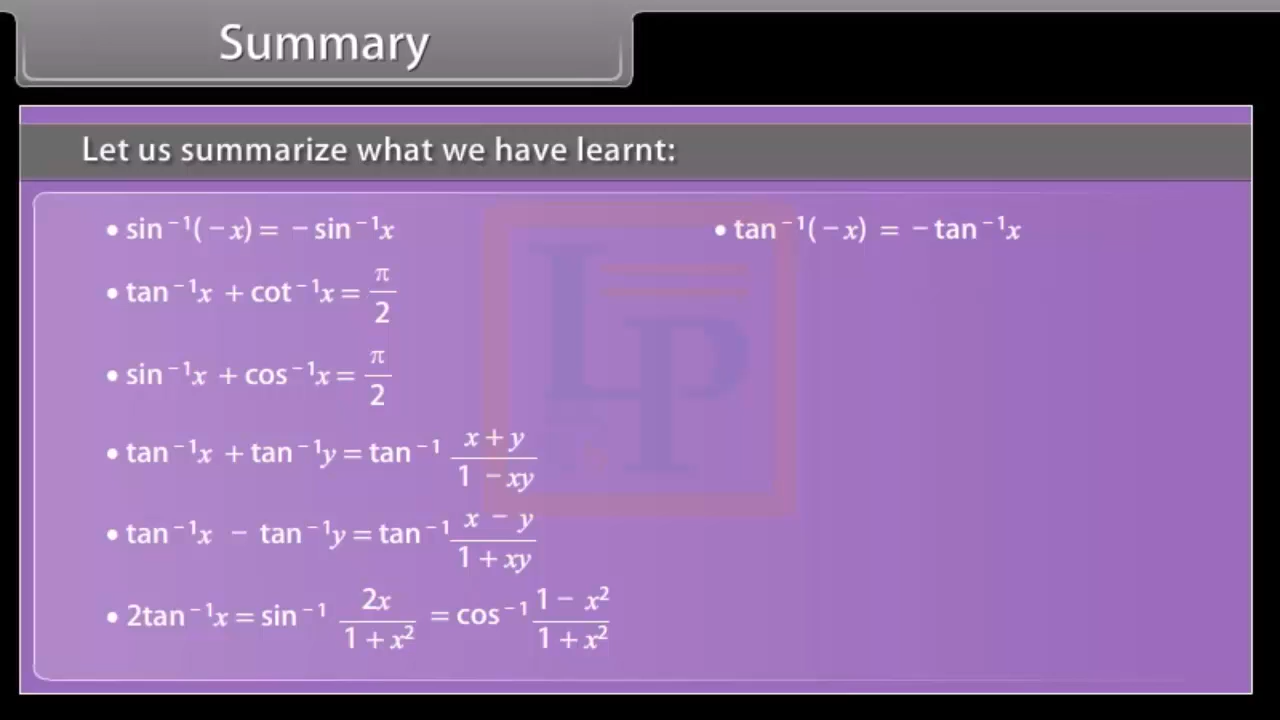 Summary
Let us summarize what we have learnt:
• sin⁻¹(−x) = −sin⁻¹x
• tan⁻¹(−x) = −tan⁻¹x
• tan⁻¹x + cot⁻¹x = π/2
• sin⁻¹x + cos⁻¹x = π/2
• tan⁻¹x + tan⁻¹y = tan⁻¹ (x+y)/(1−xy)
• tan⁻¹x − tan⁻¹y = tan⁻¹ (x−y)/(1+xy)
• 2tan⁻¹x = sin⁻¹ 2x/(1+x²) = cos⁻¹ (1−x²)/(1+x²)
LP